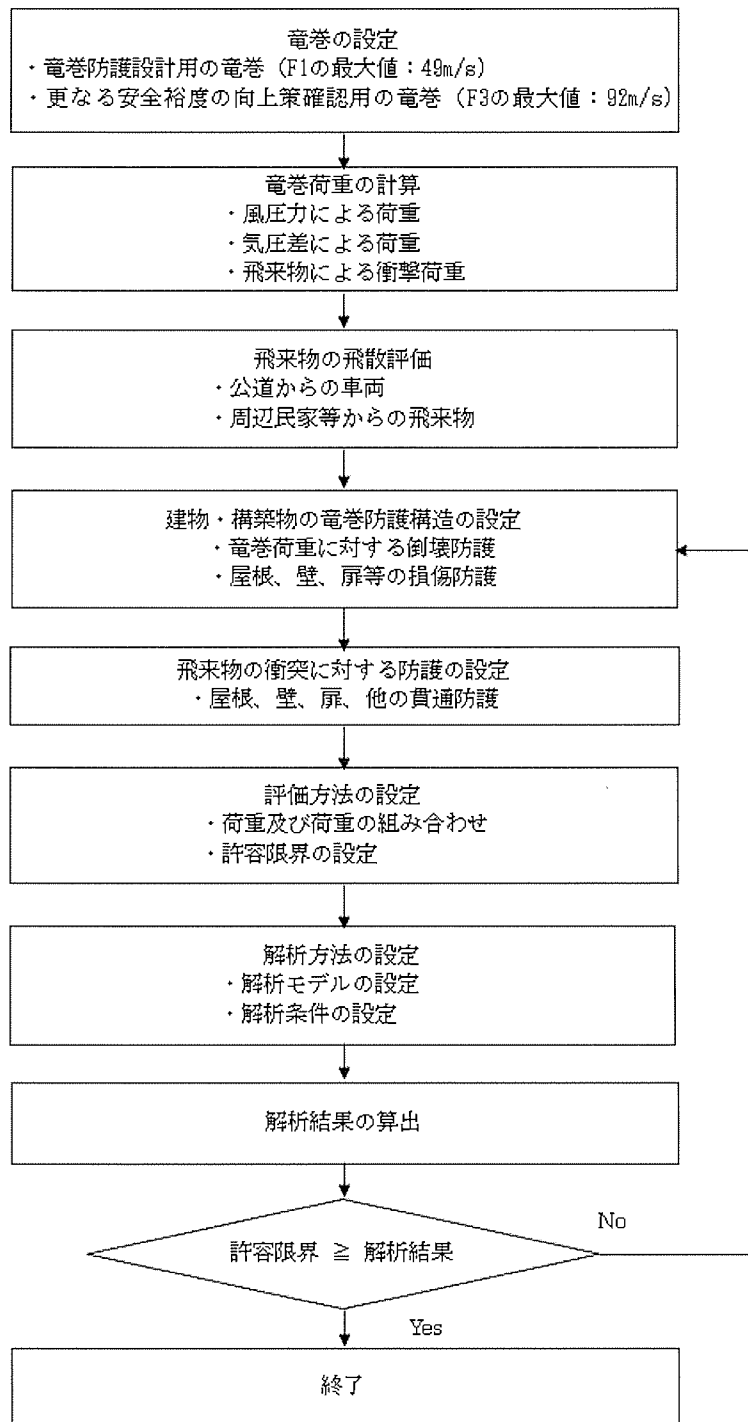 竜巻の設定
・竜巻防護設計用の竜巻（F1の最大値：49m/s）
・更なる安全裕度の向上策確認用の竜巻（F3の最大値：92m/s）
竜巻荷重の計算
・風圧力による荷重
・気圧差による荷重
・飛来物による衝撃荷重
飛来物の飛散評価
・公道からの車両
・周辺民家等からの飛来物
建物・構築物の竜巻防護構造の設定
・竜巻荷重に対する倒壊防護
・屋根、壁、扉等の損傷防護
飛来物の衝突に対する防護の設定
・屋根、壁、扉、他の貫通防護
評価方法の設定
・荷重及び荷重の組み合わせ
・許容限界の設定
解析方法の設定
・解析モデルの設定
・解析条件の設定
解析結果の算出
許容限界 ≧ 解析結果
No
Yes
終了